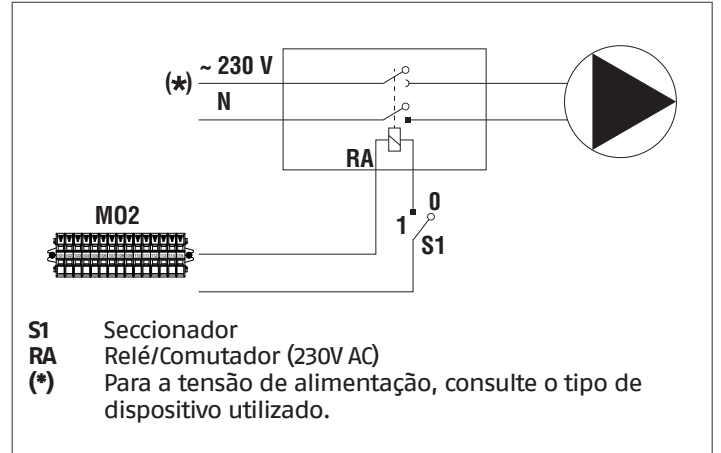 (*) ~ 230 V
N
RA
MO2
0
1
S1
S1 Seccionador
RA Relé/Comutador (230V AC)
(*) Para a tensão de alimentação, consulte o tipo de
dispositivo utilizado.